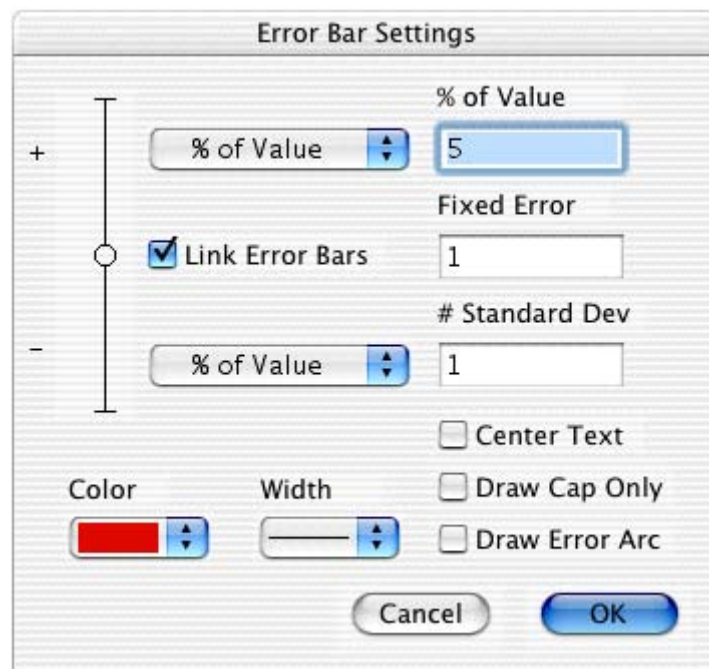 Error Bar Settings
% of Value
+
% of Value
5
Fixed Error
Link Error Bars
1
# Standard Dev
–
% of Value
1
Center Text
Color
Width
Draw Cap Only
Draw Error Arc
Cancel
OK